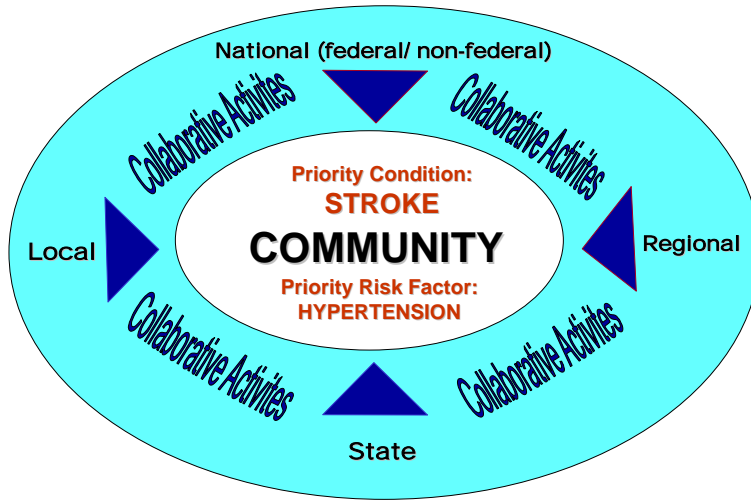 National (federal/ non-federal)
Collaborative Activites
Collaborative Activites
Priority Condition:
STROKE
Local
COMMUNITY
Regional
Priority Risk Factor:
HYPERTENSION
Collaborative Activites
Collaborative Activites
State